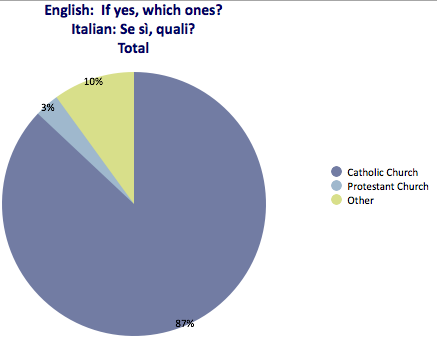 English:  If yes, which ones?
Italian: Se sì, quali?
Total
10%
3%
Catholic Church
Protestant Church
Other
87%